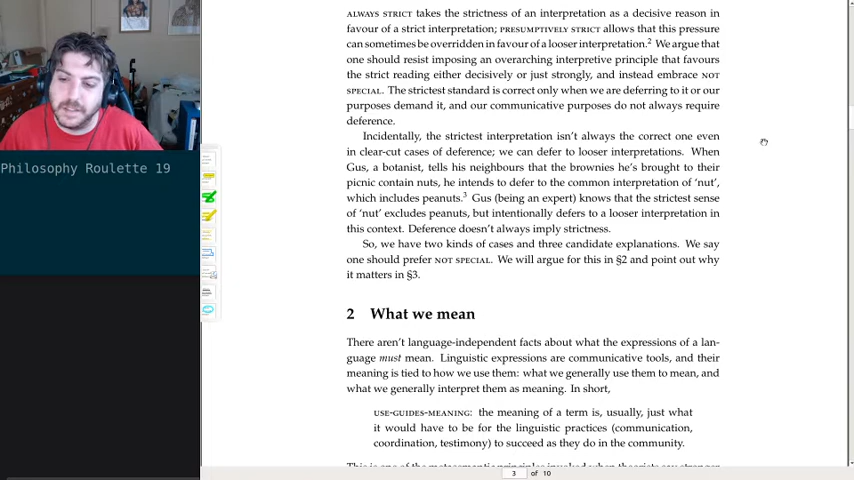 ALWAYS STRICT takes the strictness of an interpretation as a decisive reason in
favour of a strict interpretation; PRESUMPTIVELY STRICT allows that this pressure
can sometimes be overridden in favour of a looser interpretation.2 We argue that
one should resist imposing an overarching interpretive principle that favours
the strict reading either decisively or just strongly, and instead embrace NOT
SPECIAL. The strictest standard is correct only when we are deferring to it or our
purposes demand it, and our communicative purposes do not always require
deference.
Incidentally, the strictest interpretation isn't always the correct one even
in clear-cut cases of deference; we can defer to looser interpretations. When
Gus, a botanist, tells his neighbours that the brownies he's brought to their
picnic contain nuts, he intends to defer to the common interpretation of 'nut',
which includes peanuts.3 Gus (being an expert) knows that the strictest sense
of 'nut' excludes peanuts, but intentionally defers to a looser interpretation in
this context. Deference doesn't always imply strictness.
So, we have two kinds of cases and three candidate explanations. We say
one should prefer NOT SPECIAL. We will argue for this in §2 and point out why
it matters in §3.
2 What we mean
There aren't language-independent facts about what the expressions of a lan-
guage must mean. Linguistic expressions are communicative tools, and their
meaning is tied to how we use them: what we generally use them to mean, and
what we generally interpret them as meaning. In short,
USE-GUIDES-MEANING: the meaning of a term is, usually, just what
it would have to be for the linguistic practices (communication,
coordination, testimony) to succeed as they do in the community.
This is one of the metasemantic principles invoked when theorists say stronger
3 of 10
Philosophy Roulette 19